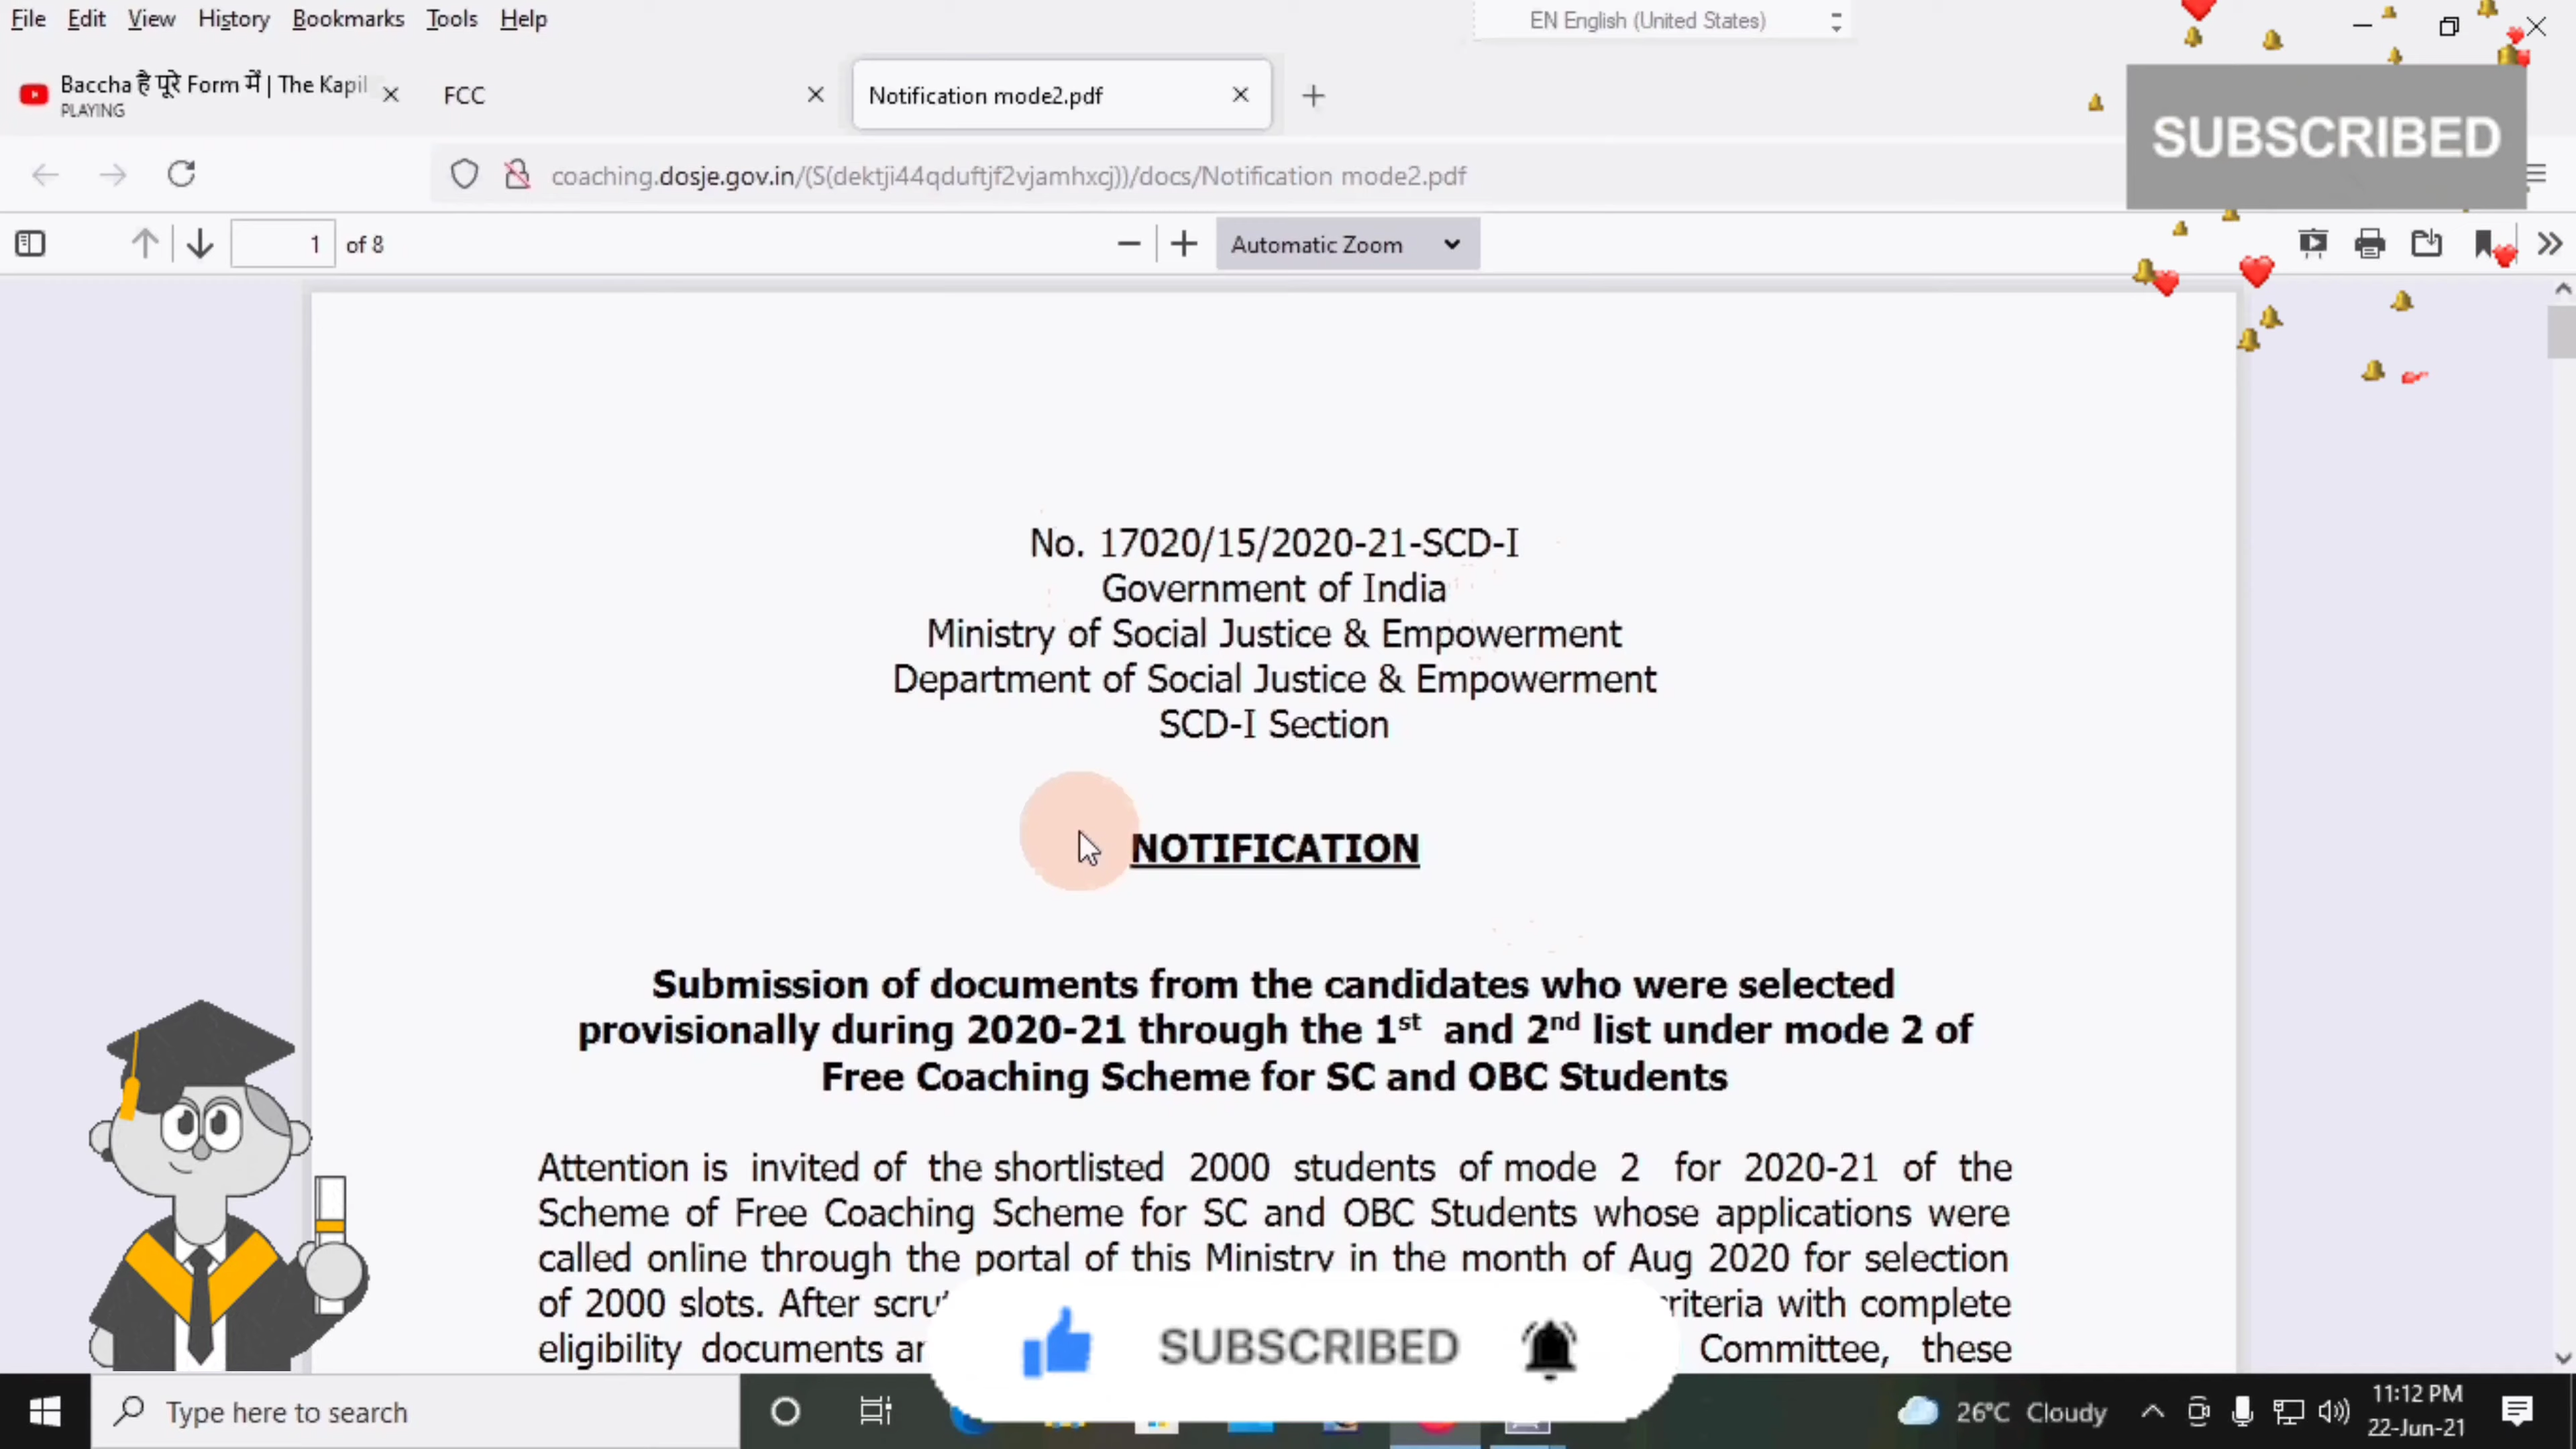 File Edit View History Bookmarks Tools Help
EN English (United States)
Baccha है पूरे Form में | The Kapil
PLAYING
FCC
Notification mode2.pdf
SUBSCRIBED
coaching.dosje.gov.in/(S(dektji44qduftjf2vjamhxcj))/docs/Notification mode2.pdf
1 of 8
Automatic Zoom
No. 17020/15/2020-21-SCD-I
Government of India
Ministry of Social Justice & Empowerment
Department of Social Justice & Empowerment
SCD-I Section
NOTIFICATION
Submission of documents from the candidates who were selected
provisionally during 2020-21 through the 1st and 2nd list under mode 2 of
Free Coaching Scheme for SC and OBC Students
Attention is invited of the shortlisted 2000 students of mode 2 for 2020-21 of the
Scheme of Free Coaching Scheme for SC and OBC Students whose applications were
called online through the portal of this Ministry in the month of Aug 2020 for selection
of 2000 slots. After criteria with complete
eligibility documents Committee, these
SUBSCRIBED
Type here to search
26°C Cloudy
11:12 PM
22-Jun-21